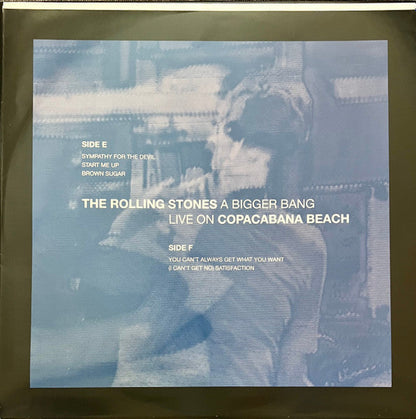 SIDE E
SYMPATHY FOR THE DEVIL
START ME UP
BROWN SUGAR
THE ROLLING STONES A BIGGER BANG
LIVE ON COPACABANA BEACH
SIDE F
YOU CAN'T ALWAYS GET WHAT YOU WANT
(I CAN'T GET NO) SATISFACTION